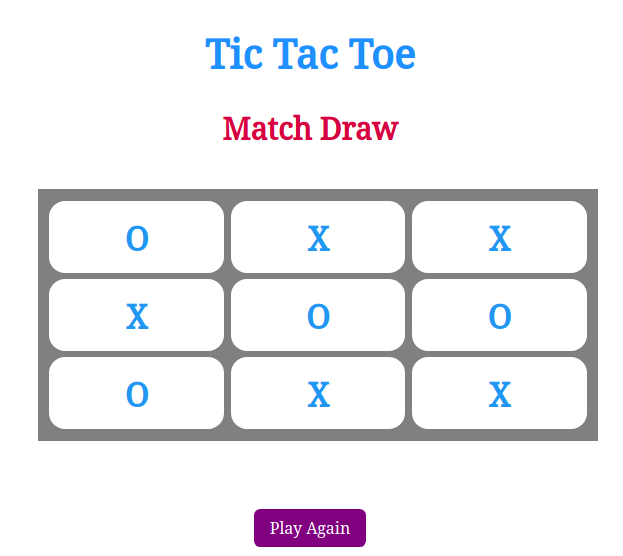 Tic Tac Toe
Match Draw
O X X
X O O
O X X
Play Again